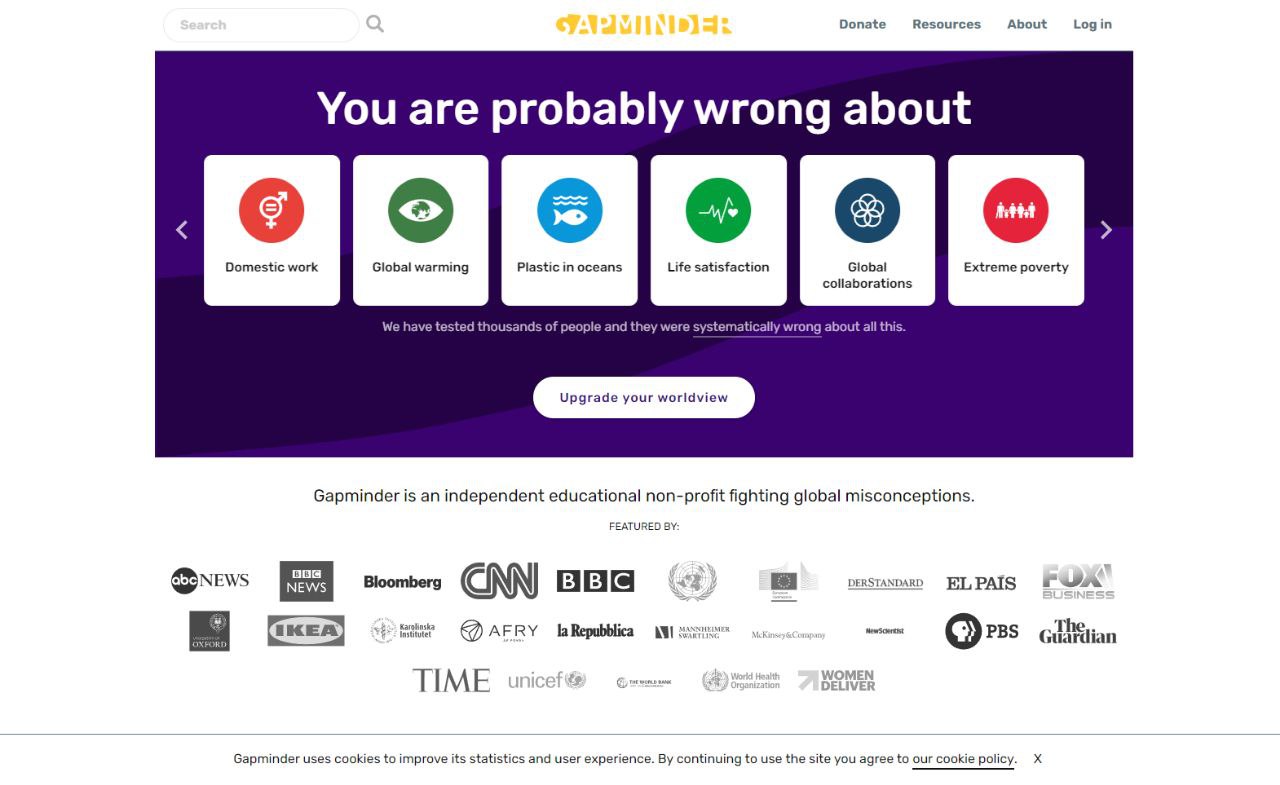 Search
GAPMINDER
Donate
Resources
About
Log in
You are probably wrong about
Domestic work
Global warming
Plastic in oceans
Life satisfaction
Global
collaborations
Extreme poverty
We have tested thousands of people and they were systematically wrong about all this.
Upgrade your worldview
Gapminder is an independent educational non-profit fighting global misconceptions.
FEATURED BY:
abc NEWS
BBC
NEWS
Bloomberg
CNN
BBC
DERSTANDARD
EL PAÍS
FOX
BUSINESS
UNIVERSITY OF
OXFORD
IKEA
Karolinska
Institutet
AFRY
la Repubblica
MANNHEIMER
SWARTLING
McKinsey&Company
NewScientist
PBS
The
Guardian
TIME
unicef
THE WORLD BANK
World Health
Organization
WOMEN
DELIVER
Gapminder uses cookies to improve its statistics and user experience. By continuing to use the site you agree to our cookie policy. X